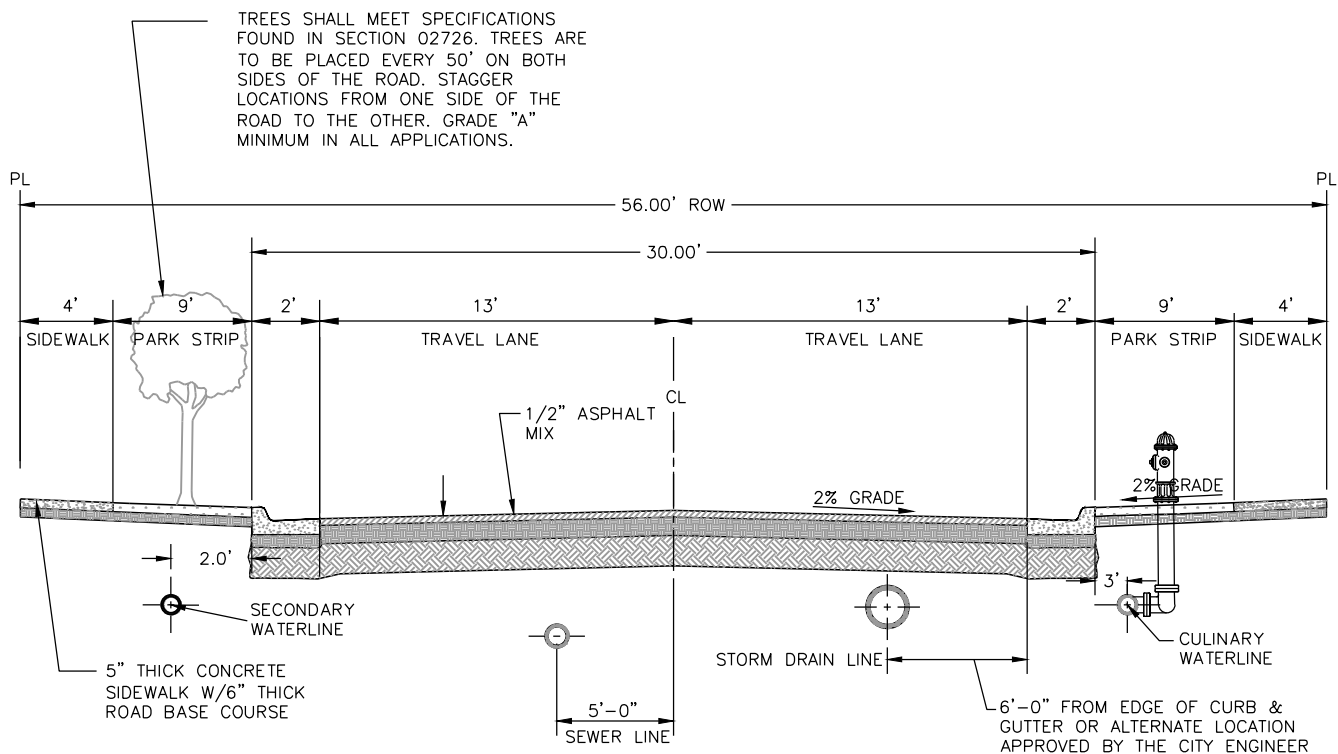 TREES SHALL MEET SPECIFICATIONS
FOUND IN SECTION 02726. TREES ARE
TO BE PLACED EVERY 50' ON BOTH
SIDES OF THE ROAD. STAGGER
LOCATIONS FROM ONE SIDE OF THE
ROAD TO THE OTHER. GRADE "A"
MINIMUM IN ALL APPLICATIONS.
PL
PL
56.00' ROW
30.00'
4'
9'
2'
13'
13'
2'
9'
4'
SIDEWALK
PARK STRIP
TRAVEL LANE
TRAVEL LANE
PARK STRIP
SIDEWALK
CL
1/2" ASPHALT
MIX
2% GRADE
2% GRADE
2.0'
3'
SECONDARY
WATERLINE
CULINARY
WATERLINE
STORM DRAIN LINE
5" THICK CONCRETE
SIDEWALK W/6" THICK
ROAD BASE COURSE
5'-0"
SEWER LINE
6'-0" FROM EDGE OF CURB &
GUTTER OR ALTERNATE LOCATION
APPROVED BY THE CITY ENGINEER